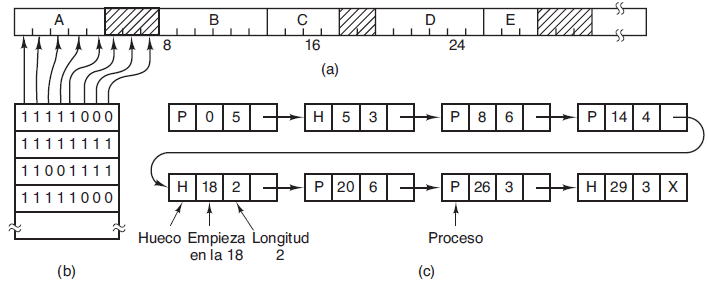 A B C D E
8 16 24
(a)
11111000
11111111
11001111
11111000
(b)
P 0 5 H 5 3 P 8 6 P 14 4
H 18 2 P 20 6 P 26 3 H 29 3 X
Hueco Empieza Longitud Proceso
en la 18 2
(c)